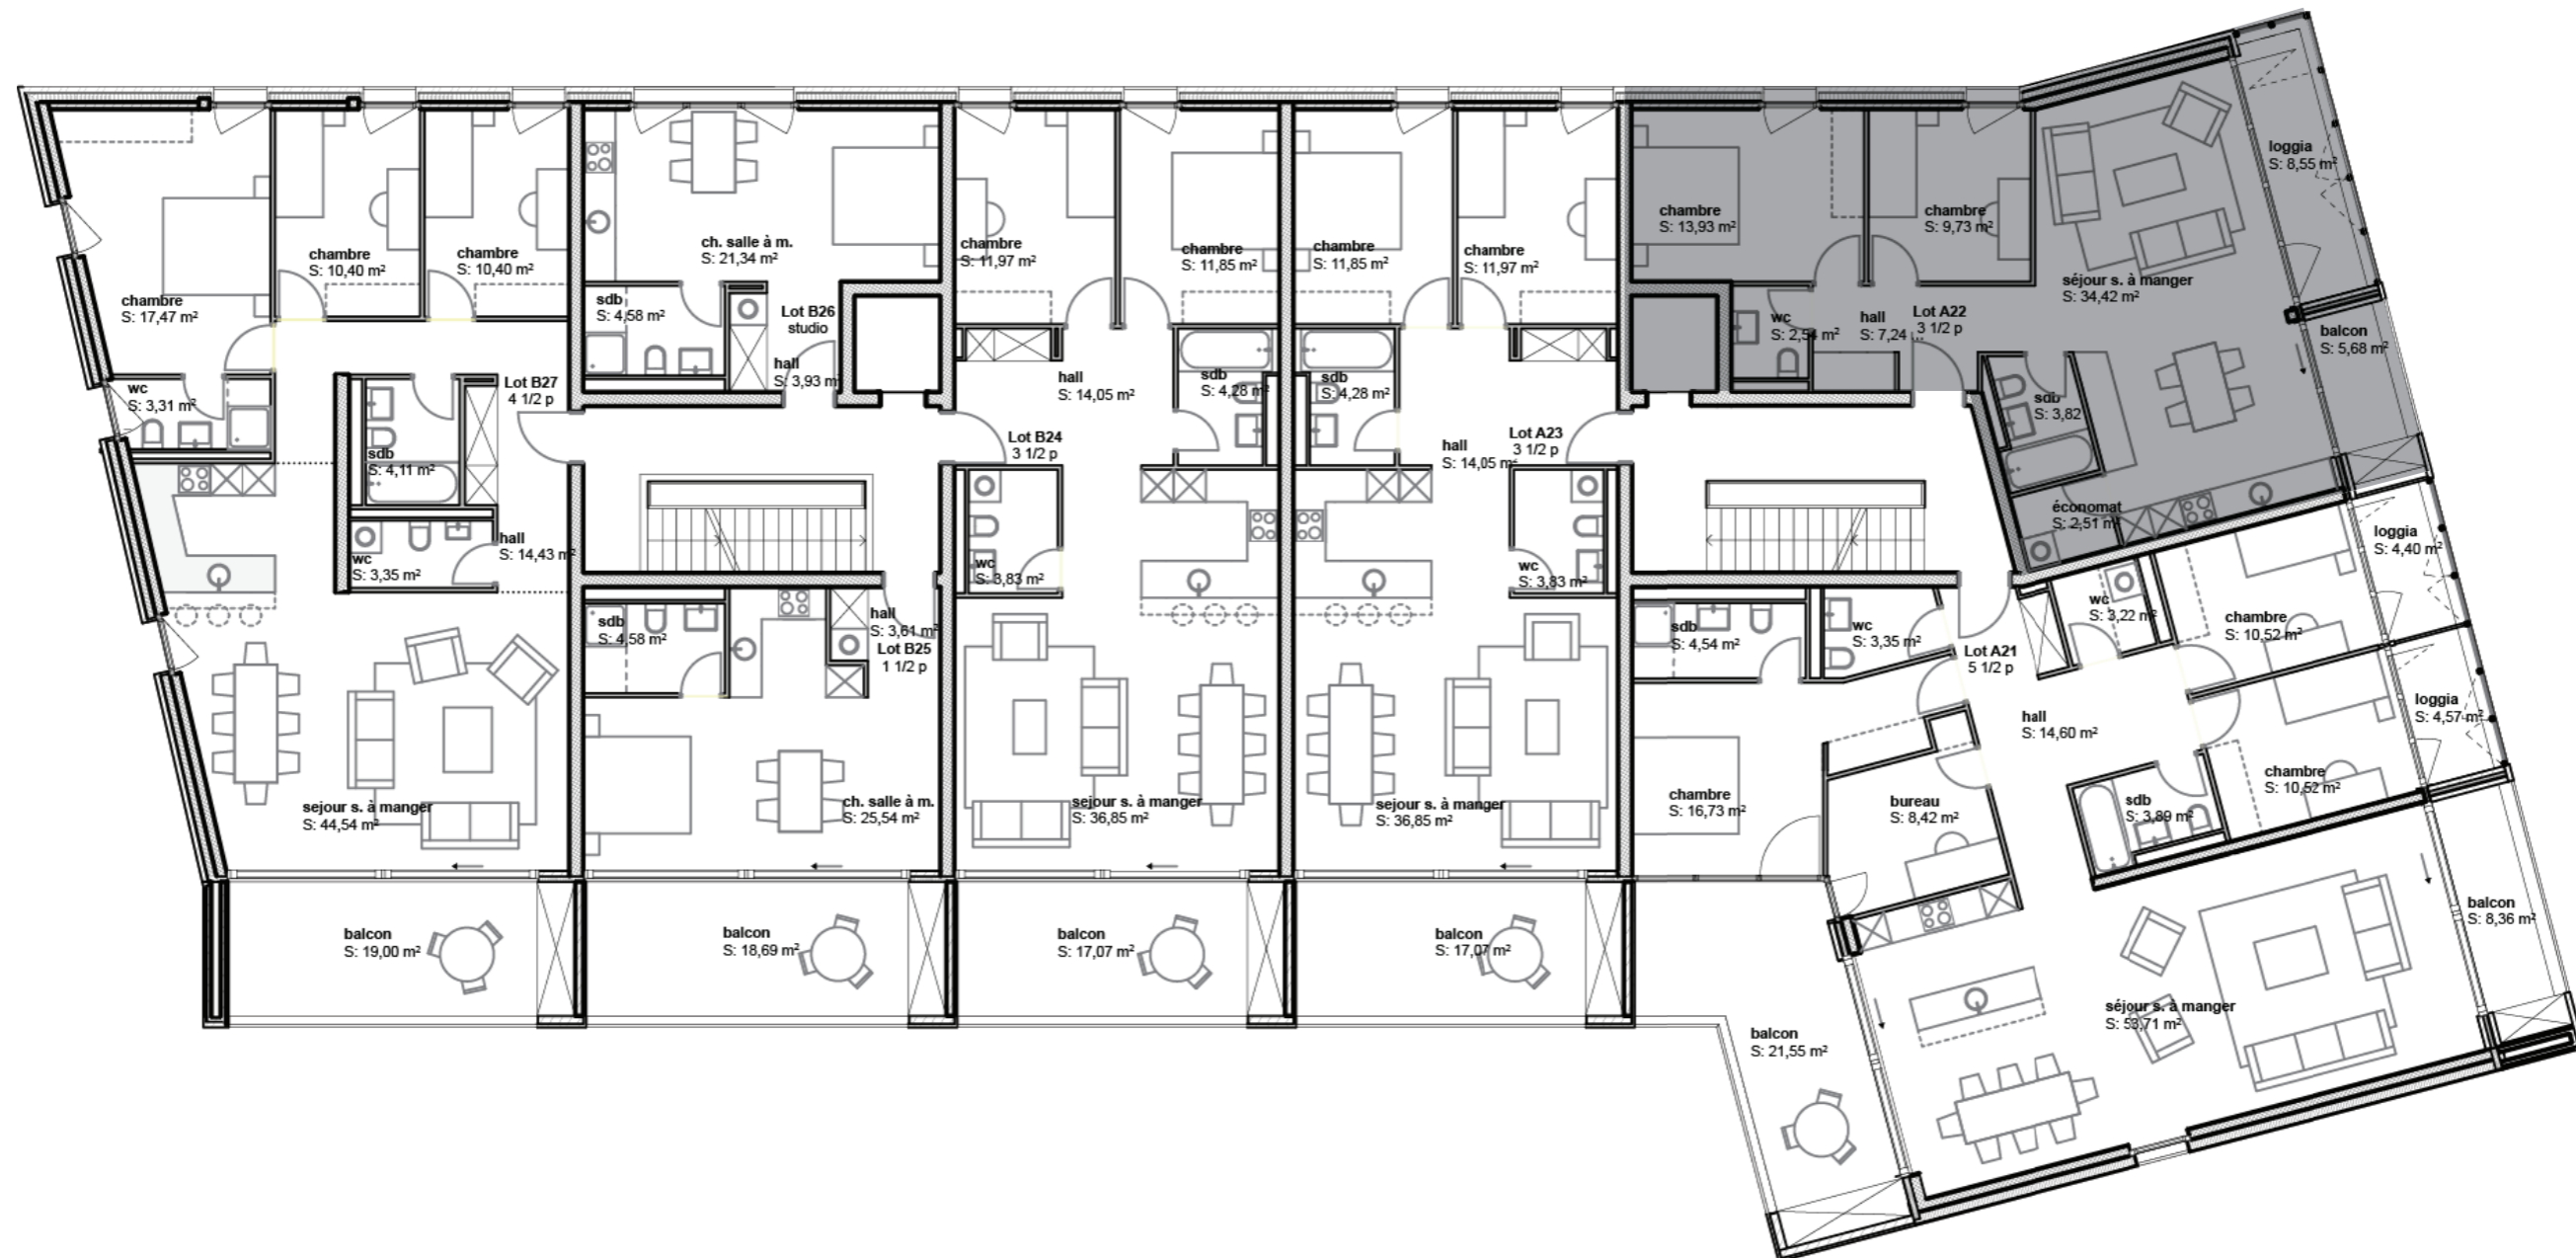 chambre
S: 17,47 m²
chambre
S: 10,40 m²
chambre
S: 10,40 m²
wc
S: 3,31 m²
Lot B27
4 1/2 p
sdb
S: 4,11 m²
wc
S: 3,35 m²
hall
S: 14,43 m²
sejour s. à manger
S: 44,54 m²
balcon
S: 19,00 m²
ch. salle à m.
S: 21,34 m²
sdb
S: 4,58 m²
Lot B26
studio
hall
S: 3,93 m²
sdb
S: 4,58 m²
hall
S: 3,61 m²
Lot B25
1 1/2 p
ch. salle à m.
S: 25,54 m²
balcon
S: 18,69 m²
chambre
S: 11,97 m²
chambre
S: 11,85 m²
hall
S: 14,05 m²
sdb
S: 4,28 m²
Lot B24
3 1/2 p
wc
S: 3,83 m²
sejour s. à manger
S: 36,85 m²
balcon
S: 17,07 m²
chambre
S: 11,85 m²
chambre
S: 11,97 m²
sdb
S: 4,28 m²
hall
S: 14,05 m²
Lot A23
3 1/2 p
wc
S: 3,83 m²
sejour s. à manger
S: 36,85 m²
balcon
S: 17,07 m²
chambre
S: 13,93 m²
chambre
S: 9,73 m²
loggia
S: 8,55 m²
séjour s. à manger
S: 34,42 m²
wc
S: 2,54 m²
hall
S: 7,24 ...
Lot A22
3 1/2 p
balcon
S: 5,68 m²
sdb
S: 3,82
économat
S: 2,51 m²
loggia
S: 4,40 m²
sdb
S: 4,54 m²
wc
S: 3,35 m²
Lot A21
5 1/2 p
wc
S: 3,22 m²
chambre
S: 10,52 m²
loggia
S: 4,57 m²
hall
S: 14,60 m²
chambre
S: 16,73 m²
bureau
S: 8,42 m²
sdb
S: 3,89 m²
chambre
S: 10,52 m²
balcon
S: 8,36 m²
séjour s. à manger
S: 53,71 m²
balcon
S: 21,55 m²